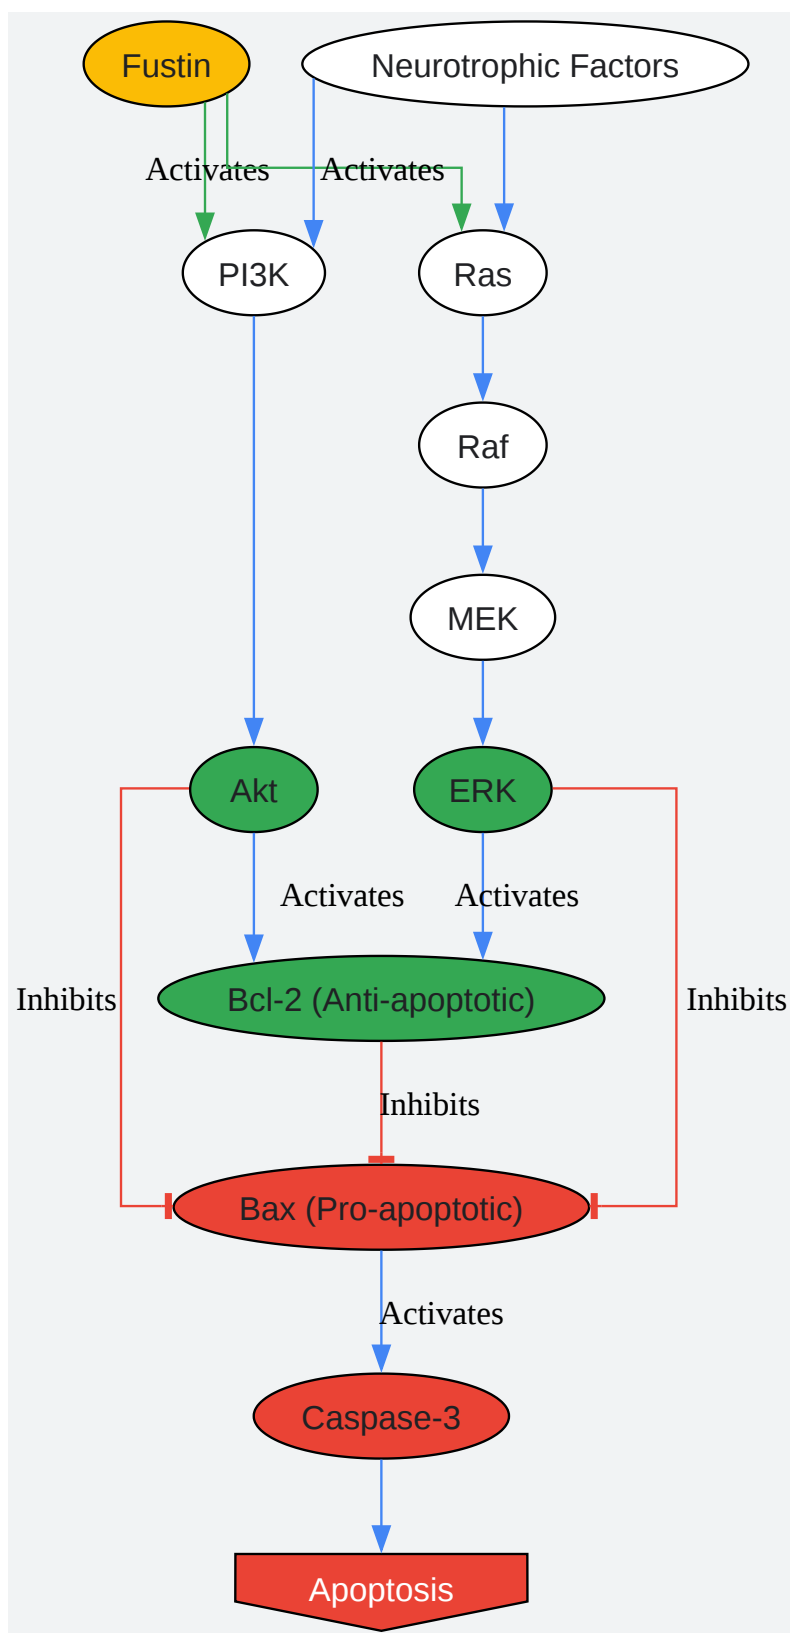 Fustin
Neurotrophic Factors
Activates
Activates
PI3K
Ras
Raf
MEK
Akt
ERK
Activates
Activates
Inhibits
Bcl-2 (Anti-apoptotic)
Inhibits
Inhibits
Bax (Pro-apoptotic)
Activates
Caspase-3
Apoptosis